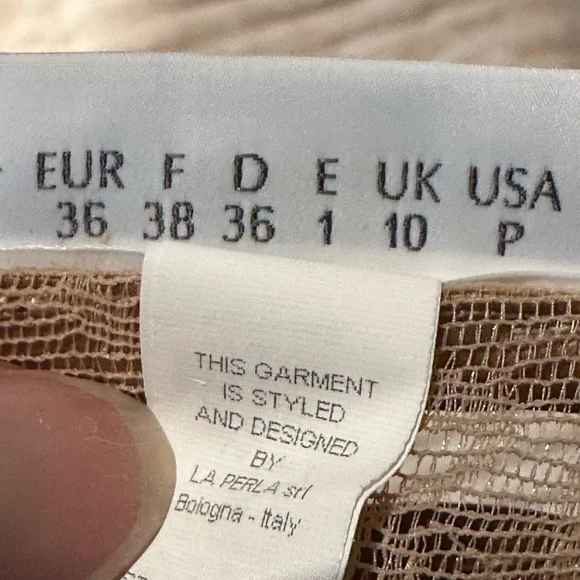 EUR F D E UK USA
36 38 36 1 10 P
THIS GARMENT
IS STYLED
AND DESIGNED
BY
LA PERLA srl
Bologna - Italy